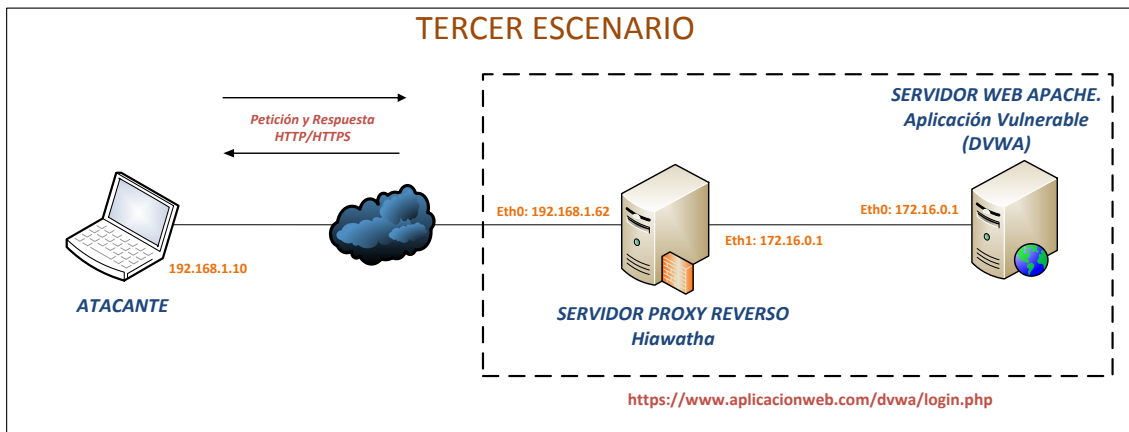 TERCER ESCENARIO
Petición y Respuesta
HTTP/HTTPS
192.168.1.10
ATACANTE
Eth0: 192.168.1.62
Eth1: 172.16.0.1
SERVIDOR PROXY REVERSO
Hiawatha
SERVIDOR WEB APACHE.
Aplicación Vulnerable
(DVWA)
Eth0: 172.16.0.1
https://www.aplicacionweb.com/dvwa/login.php